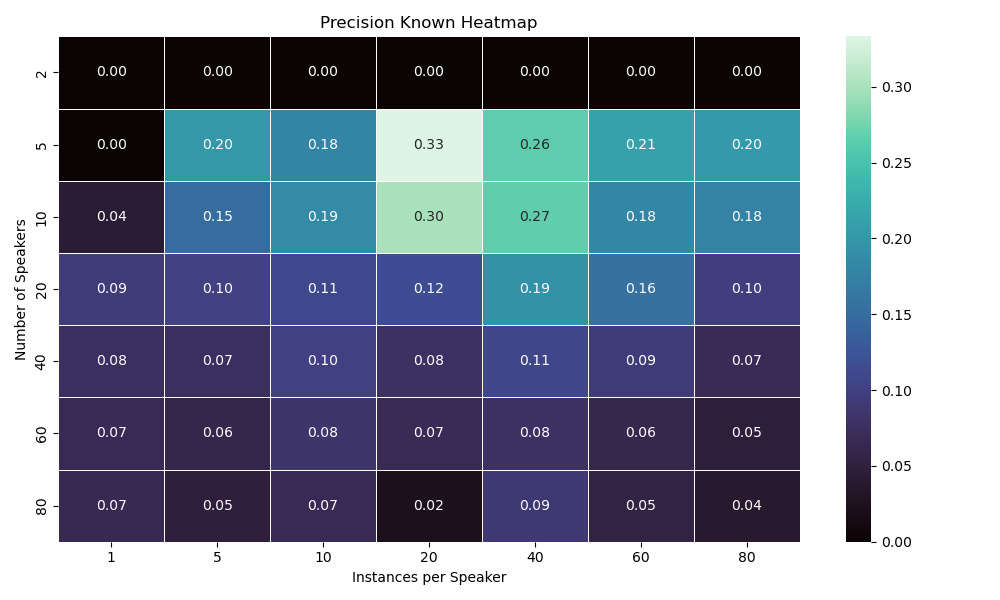 Precision Known Heatmap
Number of Speakers
2 0.00 0.00 0.00 0.00 0.00 0.00 0.00
5 0.00 0.20 0.18 0.33 0.26 0.21 0.20
10 0.04 0.15 0.19 0.30 0.27 0.18 0.18
20 0.09 0.10 0.11 0.12 0.19 0.16 0.10
40 0.08 0.07 0.10 0.08 0.11 0.09 0.07
60 0.07 0.06 0.08 0.07 0.08 0.06 0.05
80 0.07 0.05 0.07 0.02 0.09 0.05 0.04
1 5 10 20 40 60 80
Instances per Speaker
0.30
0.25
0.20
0.15
0.10
0.05
0.00